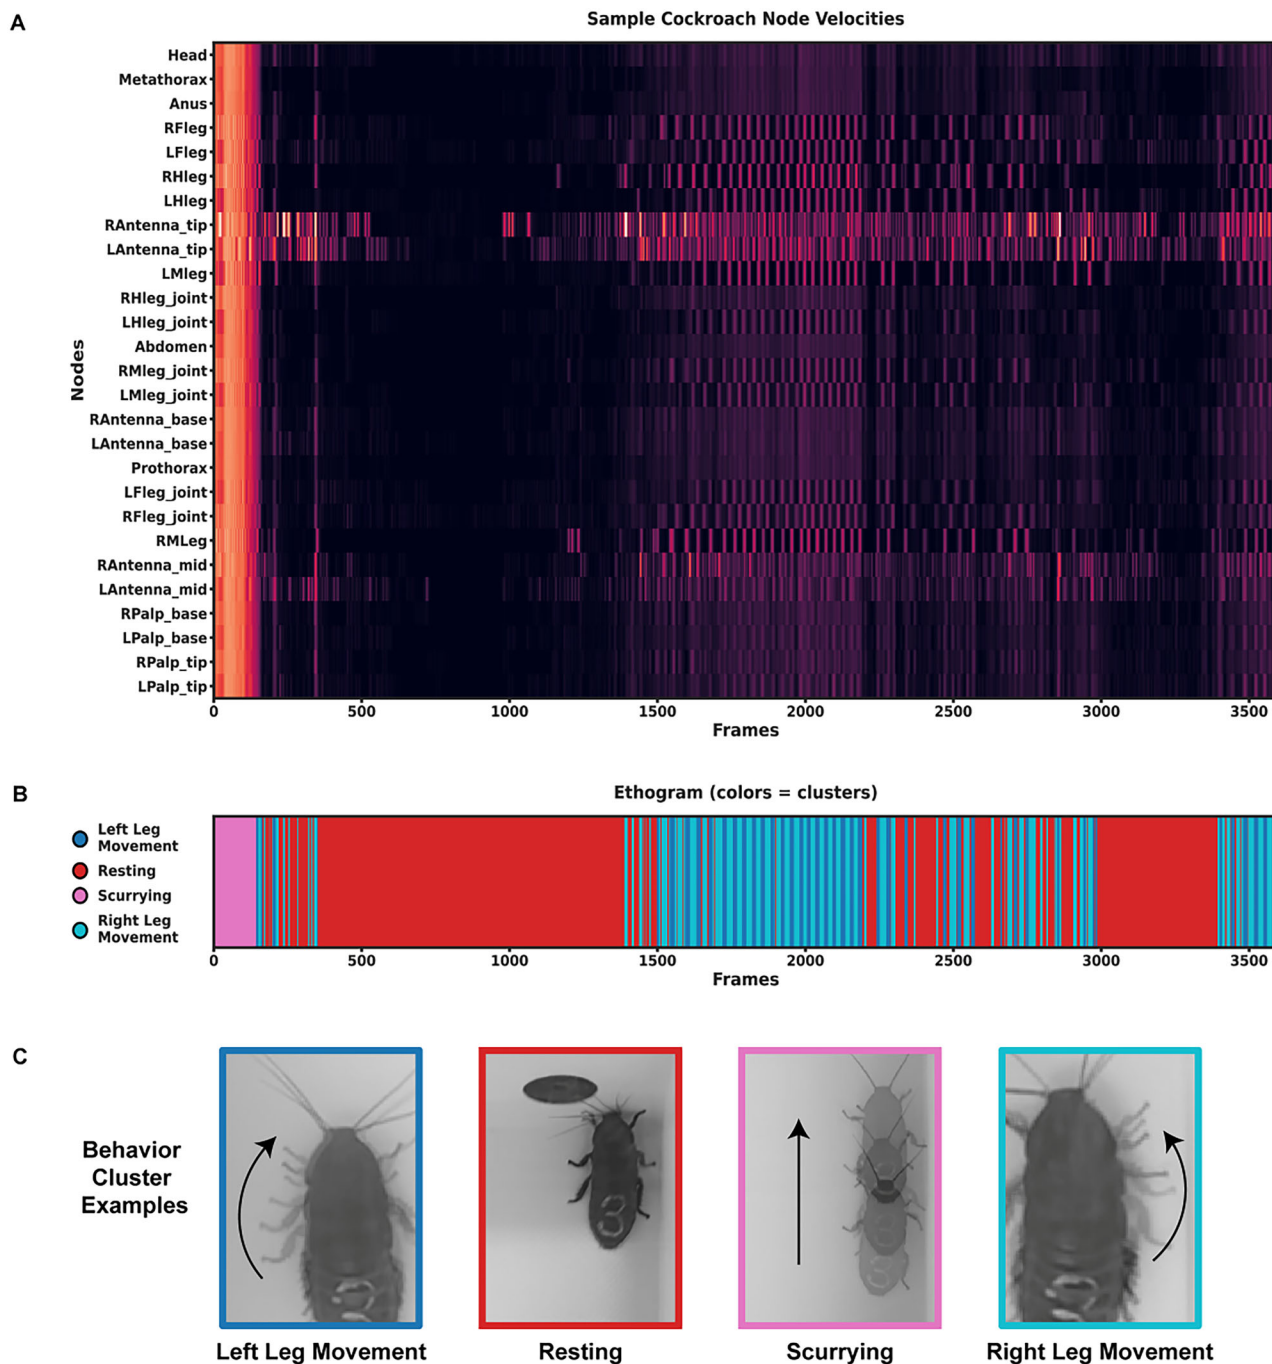 A
Sample Cockroach Node Velocities
Nodes
Head
Metathorax
Anus
RFleg
LFleg
RHleg
LHleg
RAntenna_tip
LAntenna_tip
LMleg
RHleg_joint
LHleg_joint
Abdomen
RMleg_joint
LMleg_joint
RAntenna_base
LAntenna_base
Prothorax
LFleg_joint
RFleg_joint
RMLeg
RAntenna_mid
LAntenna_mid
RPalp_base
LPalp_base
RPalp_tip
LPalp_tip
0 500 1000 1500 2000 2500 3000 3500
Frames
B
Ethogram (colors = clusters)
Left Leg
Movement
Resting
Scurrying
Right Leg
Movement
0 500 1000 1500 2000 2500 3000 3500
Frames
C
Behavior
Cluster
Examples
Left Leg Movement
Resting
Scurrying
Right Leg Movement